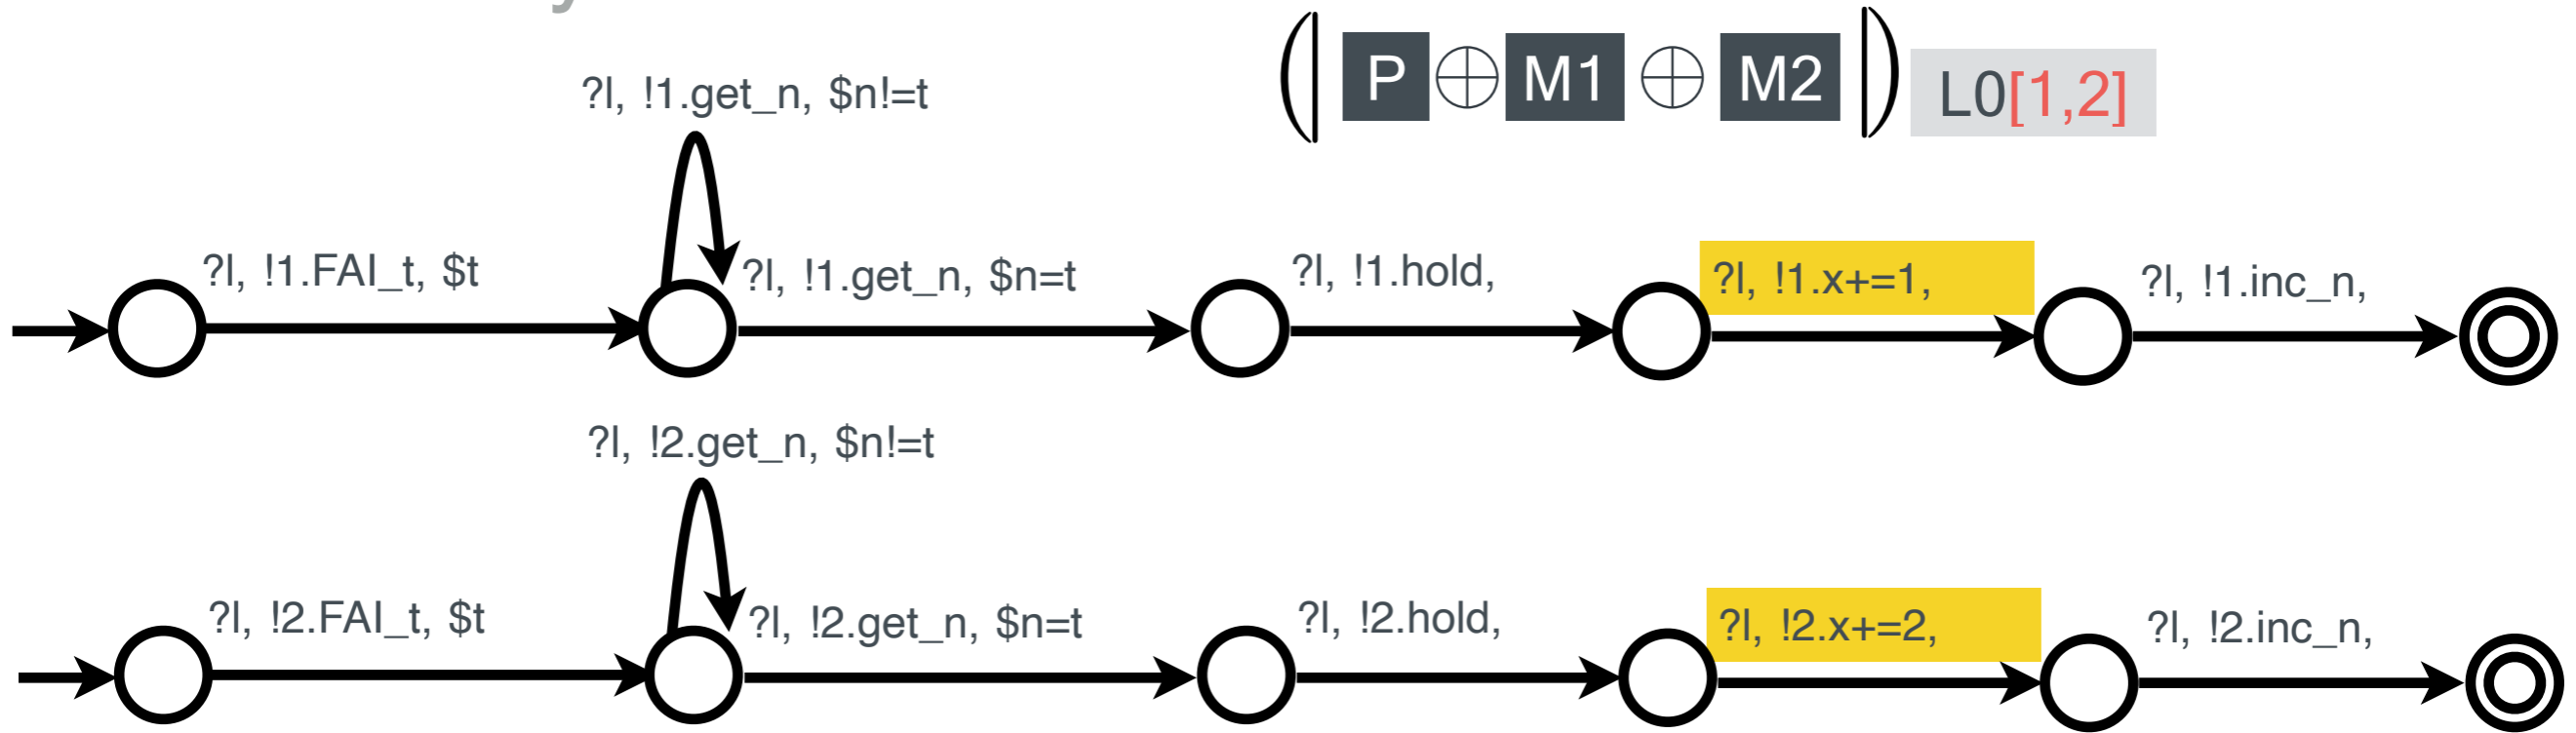 P ⊕ M1 ⊕ M2 L0[1,2]
?l, !1.get_n, $n!=t
?l, !1.FAI_t, $t
?l, !1.get_n, $n=t
?l, !1.hold,
?l, !1.x+=1,
?l, !1.inc_n,
?l, !2.get_n, $n!=t
?l, !2.FAI_t, $t
?l, !2.get_n, $n=t
?l, !2.hold,
?l, !2.x+=2,
?l, !2.inc_n,